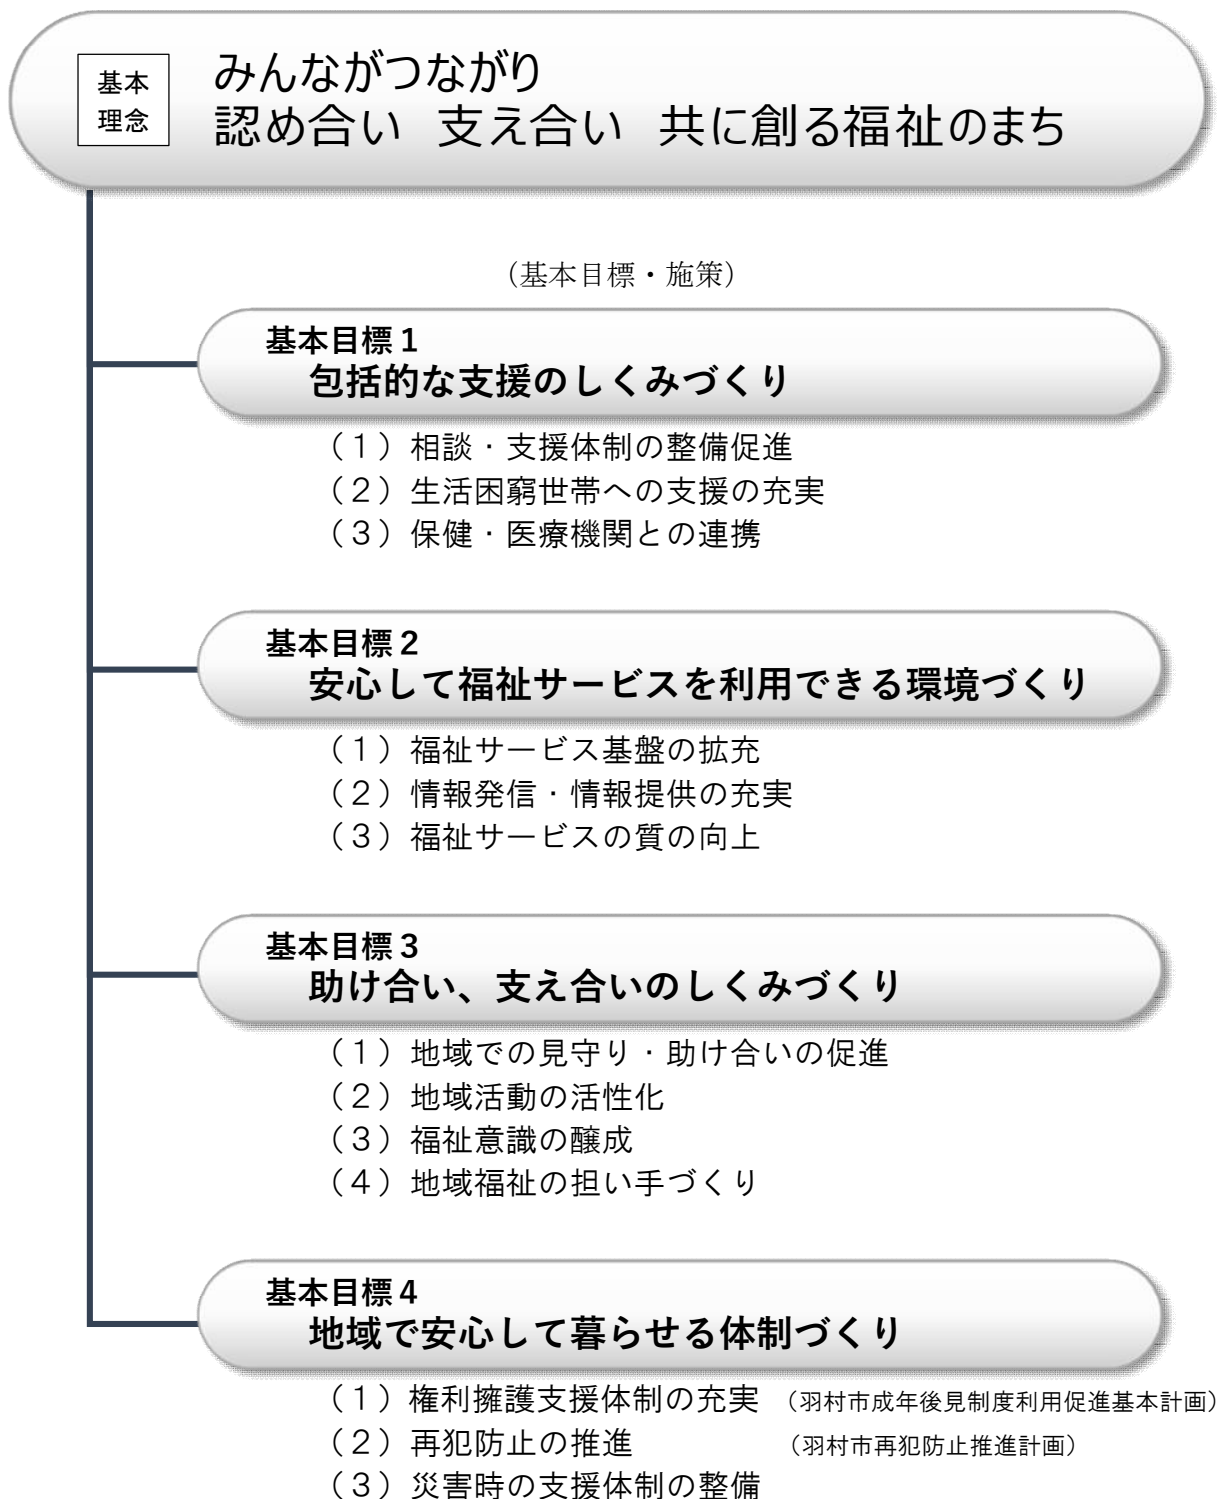 基本
理念
みんながつながり
認め合い　支え合い　共に創る福祉のまち
（基本目標・施策）
基本目標１
包括的な支援のしくみづくり
（１）相談・支援体制の整備促進
（２）生活困窮世帯への支援の充実
（３）保健・医療機関との連携
基本目標２
安心して福祉サービスを利用できる環境づくり
（１）福祉サービス基盤の拡充
（２）情報発信・情報提供の充実
（３）福祉サービスの質の向上
基本目標３
助け合い、支え合いのしくみづくり
（１）地域での見守り・助け合いの促進
（２）地域活動の活性化
（３）福祉意識の醸成
（４）地域福祉の担い手づくり
基本目標４
地域で安心して暮らせる体制づくり
（１）権利擁護支援体制の充実　（羽村市成年後見制度利用促進基本計画）
（２）再犯防止の推進　（羽村市再犯防止推進計画）
（３）災害時の支援体制の整備